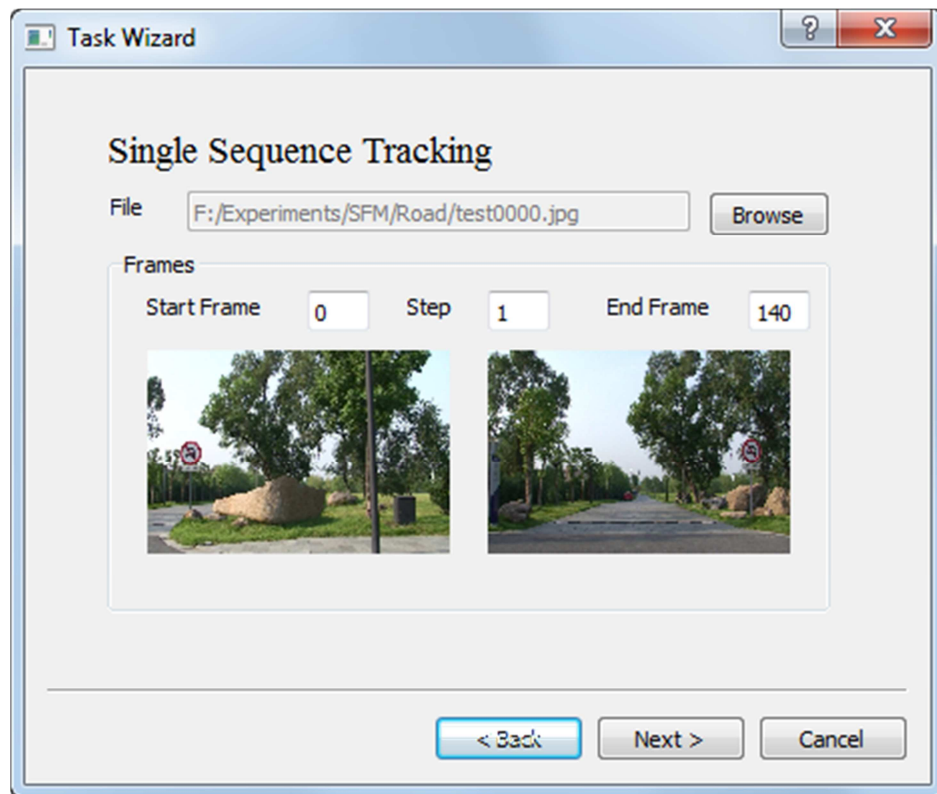 Task Wizard
Single Sequence Tracking
File F:/Experiments/SFM/Road/test0000.jpg Browse
Frames
Start Frame 0 Step 1 End Frame 140
< Back Next > Cancel